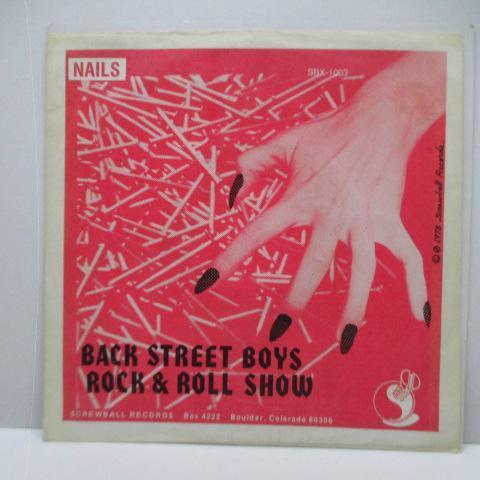 NAILS
SBX-1003
© ℗ 1978 Screwball Records
BACK STREET BOYS
ROCK & ROLL SHOW
SCREWBALL RECORDS Box 4222 Boulder, Colorado 80306